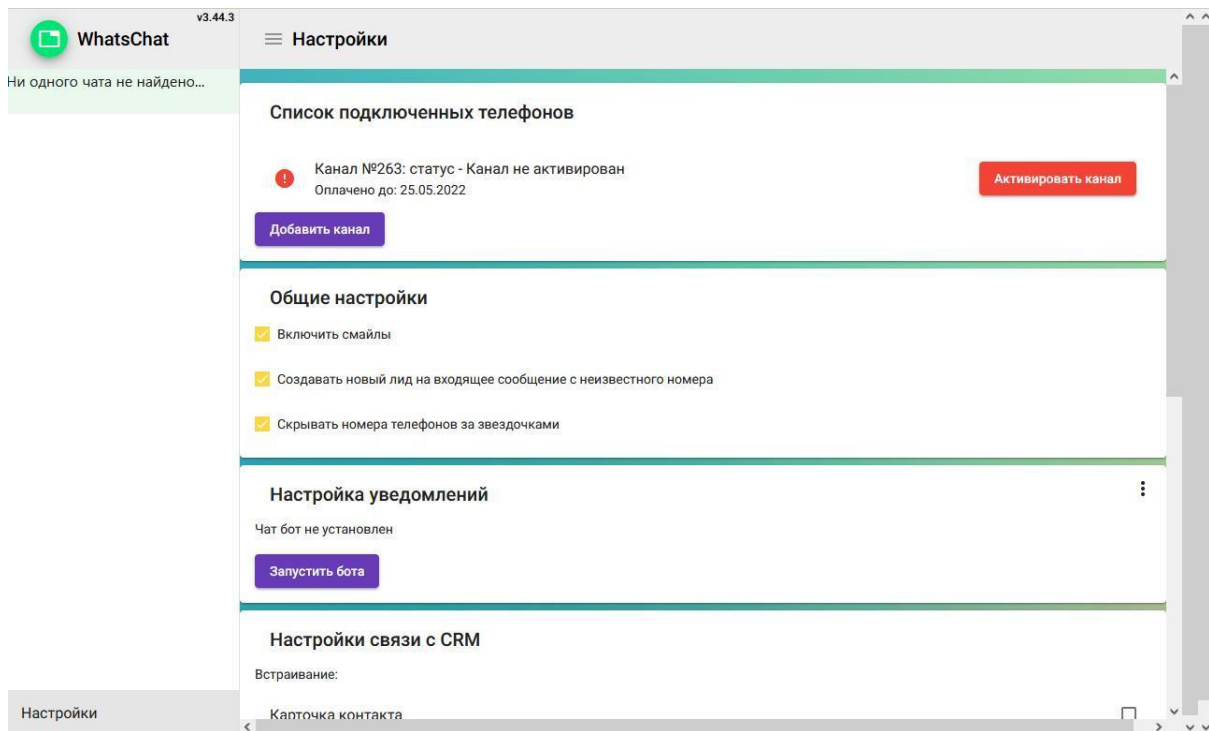 v3.44.3
WhatsChat
Настройки
Ни одного чата не найдено...
Список подключенных телефонов
Канал №263: статус - Канал не активирован
Оплачено до: 25.05.2022
Активировать канал
Добавить канал
Общие настройки
Включить смайлы
Создавать новый лид на входящее сообщение с неизвестного номера
Скрывать номера телефонов за звездочками
Настройка уведомлений
Чат бот не установлен
Запустить бота
Настройки связи с CRM
Встраивание:
Карточка контакта
Настройки